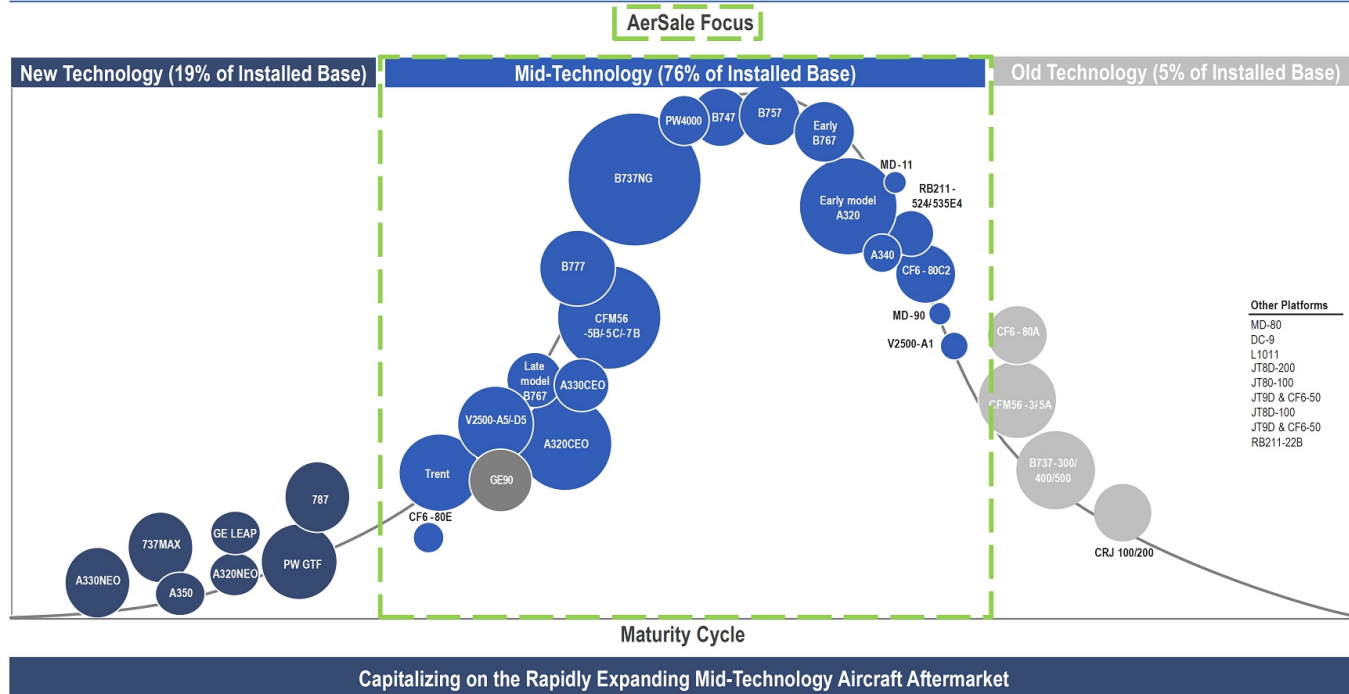 AerSale Focus
New Technology (19% of Installed Base)
Mid-Technology (76% of Installed Base)
Old Technology (5% of Installed Base)
PW4000
B747
B757
Early
B767
B737NG
MD-11
RB211 -
524/535E4
Early model
A320
A340
CF6 - 80C2
B777
CFM56
-5B/-5C/-7B
MD-90
V2500-A1
Late
model
B767
A330CEO
V2500-A5/-D5
A320CEO
Trent
GE90
CF6 -80E
787
GE LEAP
737MAX
PW GTF
A320NEO
A330NEO
A350
CF6 - 80A
CFM56 -3/5A
B737-300/
400/500
CRJ 100/200
Other Platforms
MD-80
DC-9
L1011
JT8D-200
JT80-100
JT9D & CF6-50
JT8D-100
JT9D & CF6-50
RB211-22B
Maturity Cycle
Capitalizing on the Rapidly Expanding Mid-Technology Aircraft Aftermarket